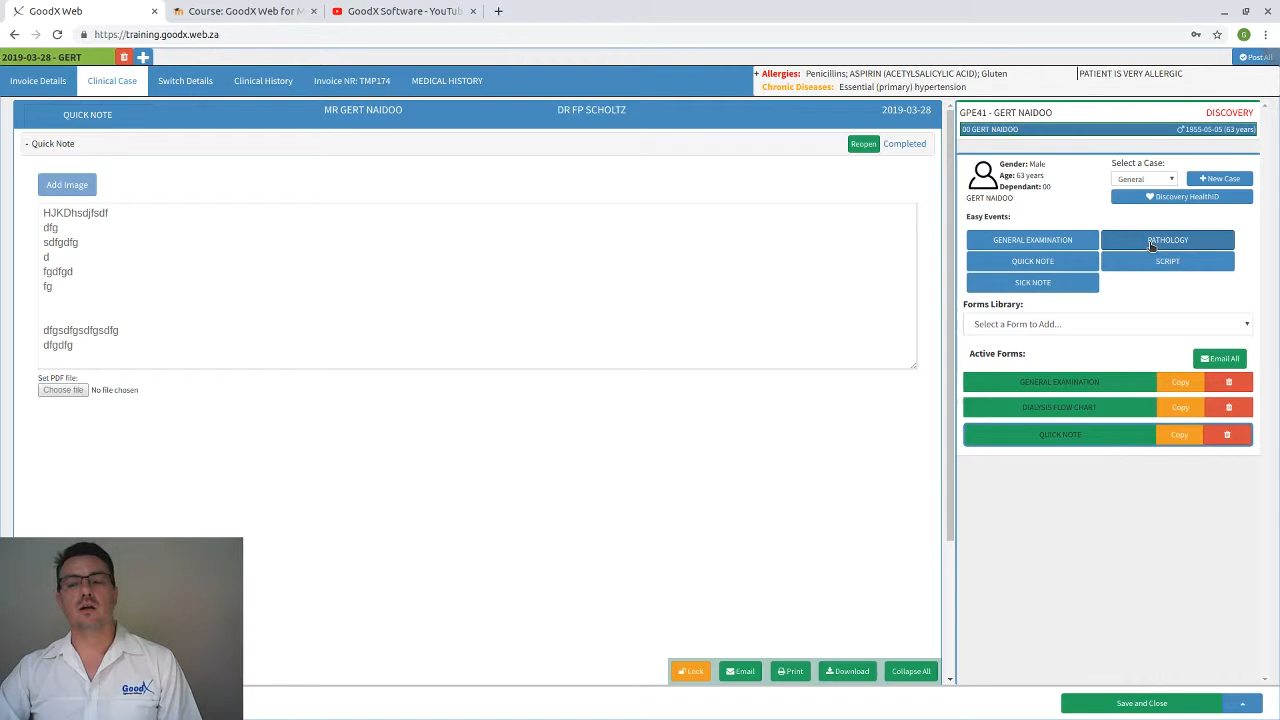 GoodX Web
Course: GoodX Web for M
GoodX Software - YouTub
https://training.goodx.web.za
G
2019-03-28 - GERT
Post All
Invoice Details
Clinical Case
Switch Details
Clinical History
Invoice NR: TMP174
MEDICAL HISTORY
+ Allergies: Penicillins; ASPIRIN (ACETYLSALICYLIC ACID); Gluten
PATIENT IS VERY ALLERGIC
Chronic Diseases: Essential (primary) hypertension
QUICK NOTE
MR GERT NAIDOO
DR FP SCHOLTZ
2019-03-28
- Quick Note
Reopen
Completed
Add Image
HJKDhsdjfsdf
dfg
sdfgdfg
d
fgdfgd
fg
dfgsdfgsdfgsdfg
dfgdfg
Set PDF file:
Choose file No file chosen
Lock
Email
Print
Download
Collapse All
GPE41 - GERT NAIDOO
DISCOVERY
00 GERT NAIDOO
1955-05-05 (63 years)
Gender: Male
Age: 63 years
Dependant: 00
GERT NAIDOO
Select a Case:
General
+ New Case
Discovery HealthID
Easy Events:
GENERAL EXAMINATION
PATHOLOGY
QUICK NOTE
SCRIPT
SICK NOTE
Forms Library:
Select a Form to Add...
Active Forms:
Email All
GENERAL EXAMINATION
Copy
DIALYSIS FLOW CHART
Copy
QUICK NOTE
Copy
Save and Close
GoodX